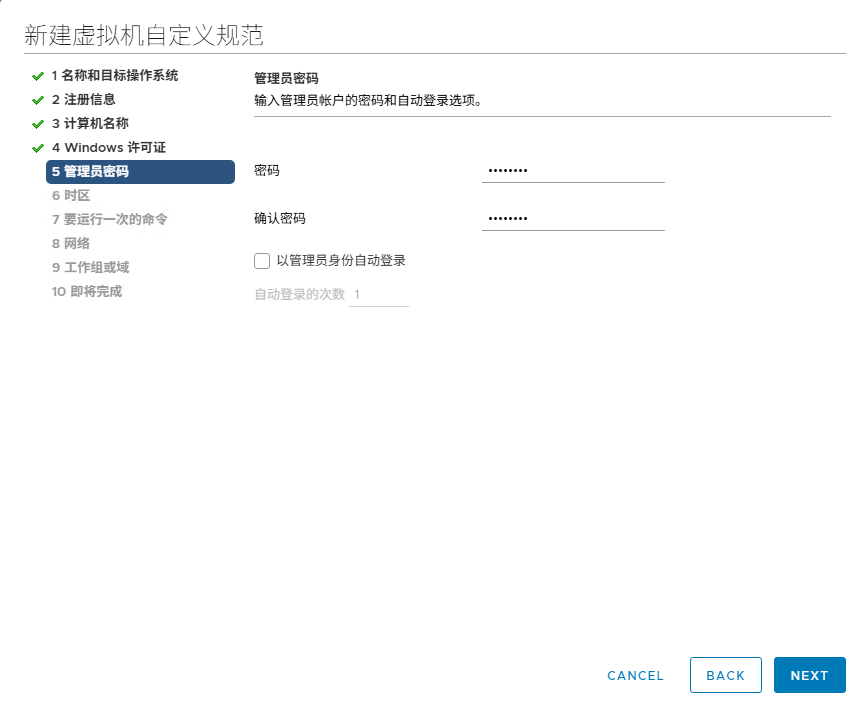 新建虚拟机自定义规范
1 名称和目标操作系统
2 注册信息
3 计算机名称
4 Windows 许可证
5 管理员密码
6 时区
7 要运行一次的命令
8 网络
9 工作组或域
10 即将完成
管理员密码
输入管理员帐户的密码和自动登录选项。
密码 ••••••••
确认密码 ••••••••
以管理员身份自动登录
自动登录的次数 1
CANCEL BACK NEXT